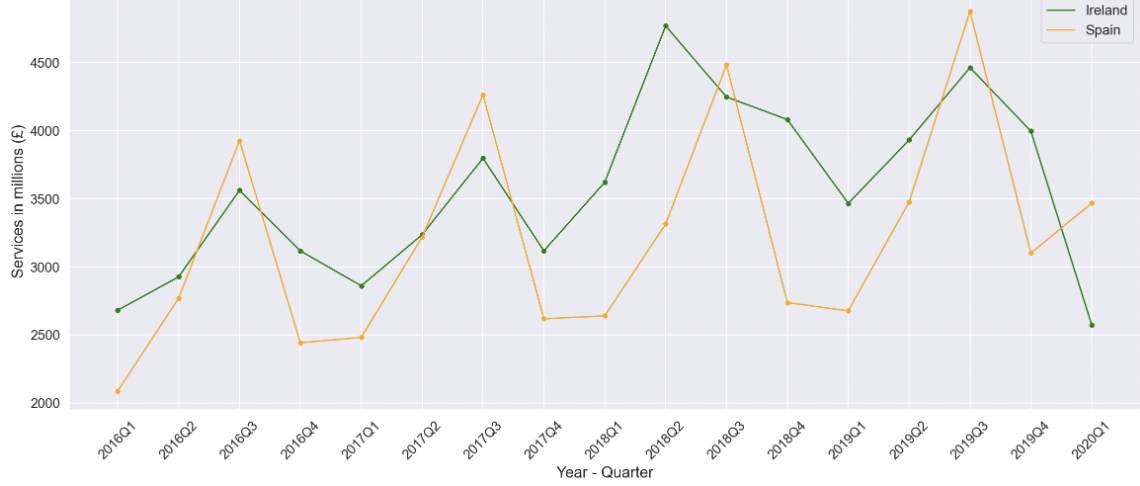 Ireland
Spain
Services in millions (£)
4500
4000
3500
3000
2500
2000
2016Q1
2016Q2
2016Q3
2016Q4
2017Q1
2017Q2
2017Q3
2017Q4
2018Q1
2018Q2
2018Q3
2018Q4
2019Q1
2019Q2
2019Q3
2019Q4
2020Q1
Year - Quarter